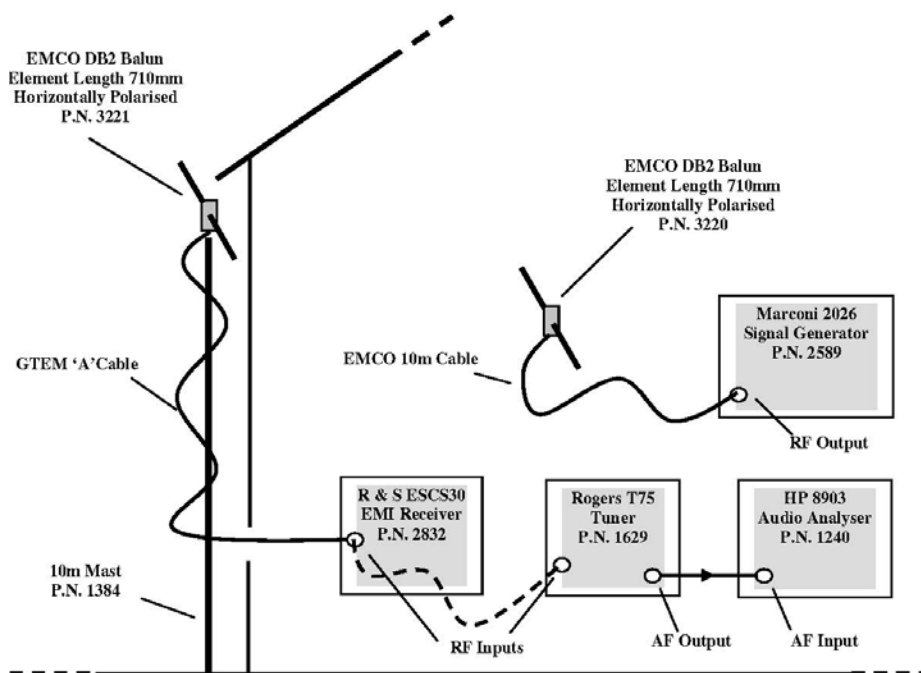 EMCO DB2 Balun
Element Length 710mm
Horizontally Polarised
P.N. 3221
EMCO DB2 Balun
Element Length 710mm
Horizontally Polarised
P.N. 3220
Marconi 2026
Signal Generator
P.N. 2589
GTEM ‘A’Cable
EMCO 10m Cable
RF Output
R & S ESCS30
EMI Receiver
P.N. 2832
Rogers T75
Tuner
P.N. 1629
HP 8903
Audio Analyser
P.N. 1240
10m Mast
P.N. 1384
RF Inputs
AF Output
AF Input